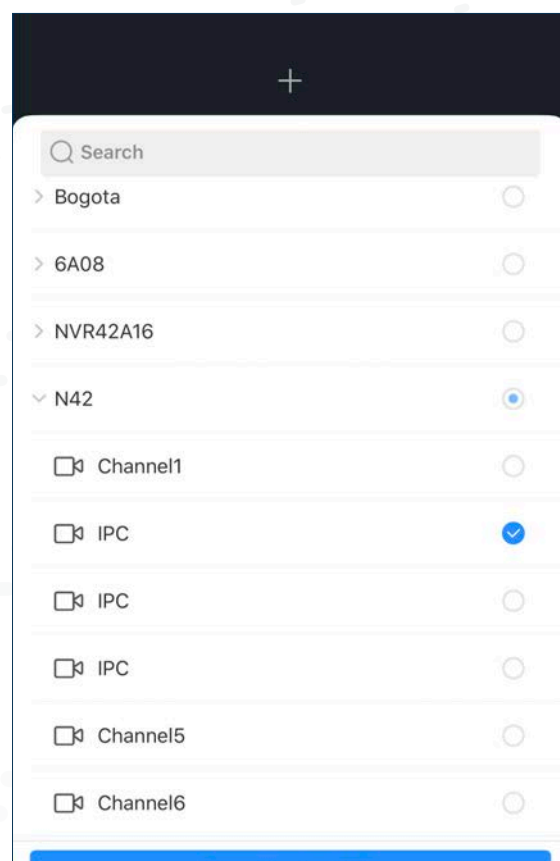 Search
Bogota
6A08
NVR42A16
N42
Channel1
IPC
IPC
IPC
Channel5
Channel6